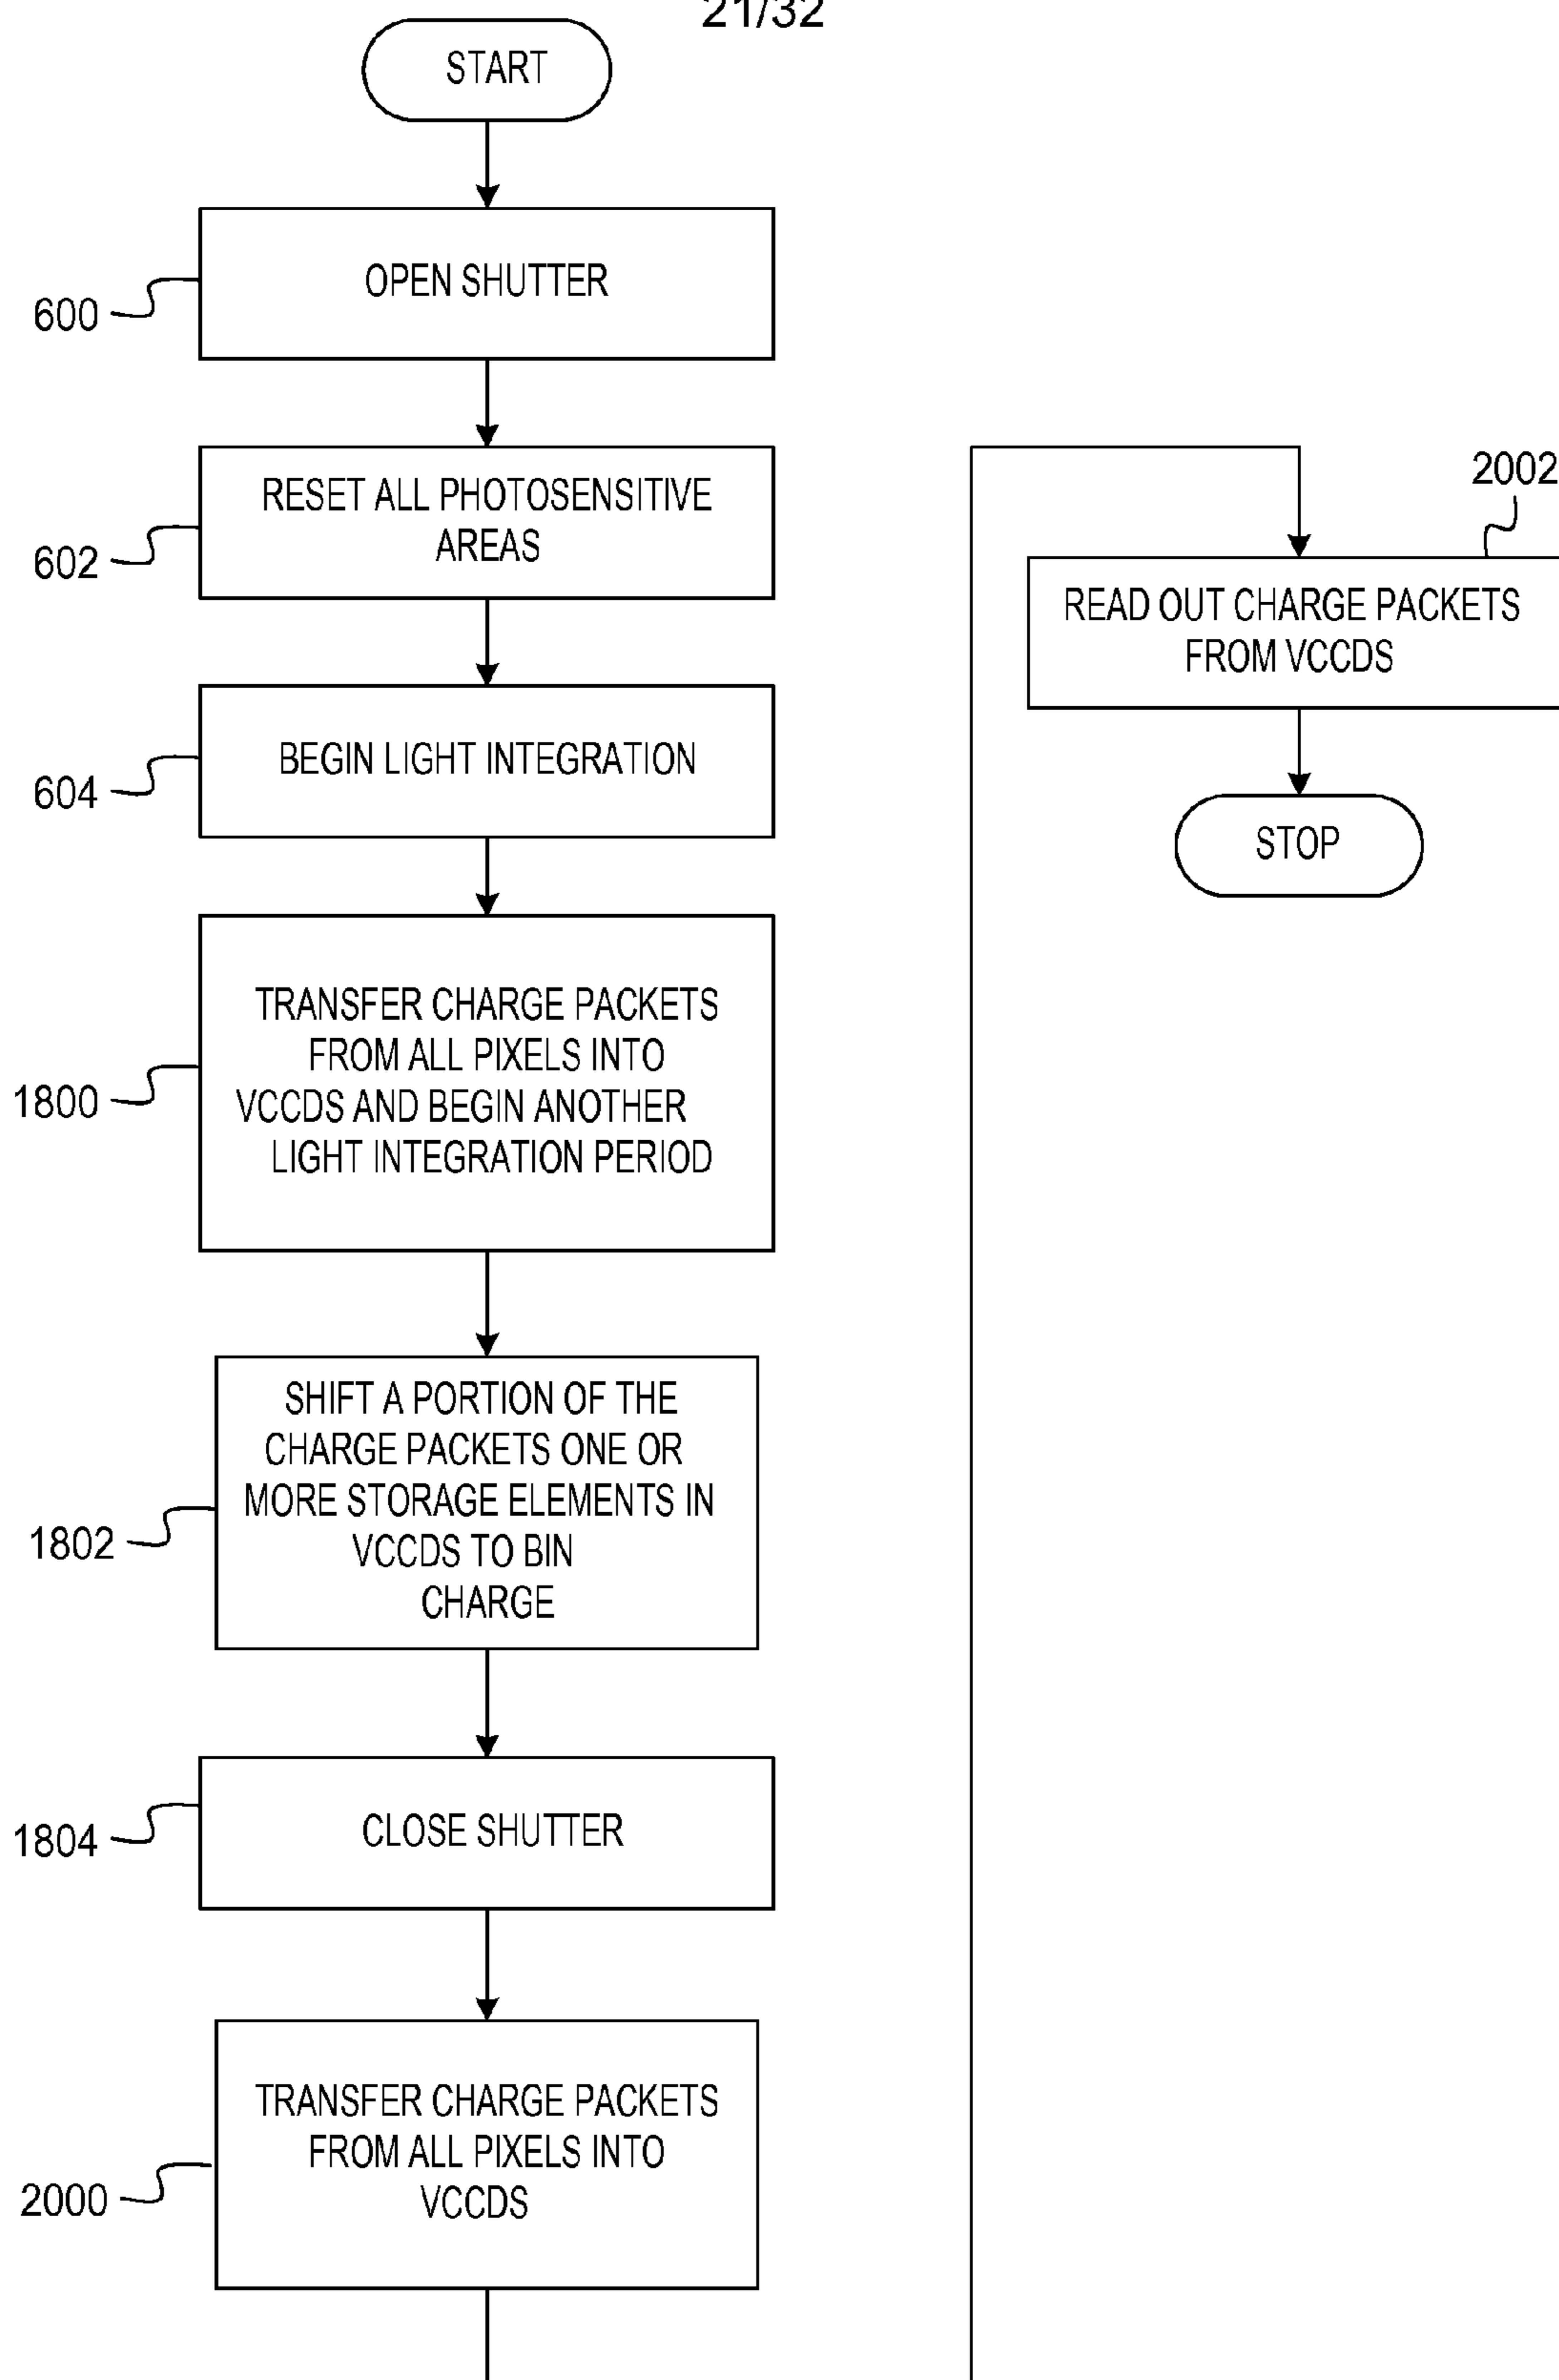 21/32
START
OPEN SHUTTER
600
RESET ALL PHOTOSENSITIVE
AREAS
602
BEGIN LIGHT INTEGRATION
604
TRANSFER CHARGE PACKETS
FROM ALL PIXELS INTO
VCCDS AND BEGIN ANOTHER
LIGHT INTEGRATION PERIOD
1800
SHIFT A PORTION OF THE
CHARGE PACKETS ONE OR
MORE STORAGE ELEMENTS IN
VCCDS TO BIN
CHARGE
1802
CLOSE SHUTTER
1804
TRANSFER CHARGE PACKETS
FROM ALL PIXELS INTO
VCCDS
2000
2002
READ OUT CHARGE PACKETS
FROM VCCDS
STOP